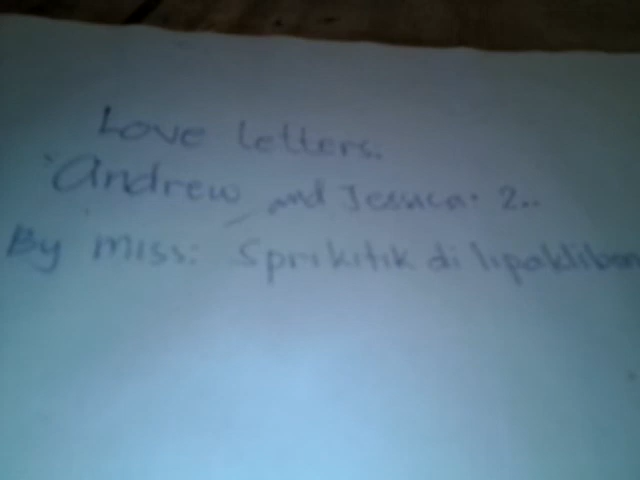 Love letters.
Andrew and Jessica. 2..
By Miss: Sprikitik di